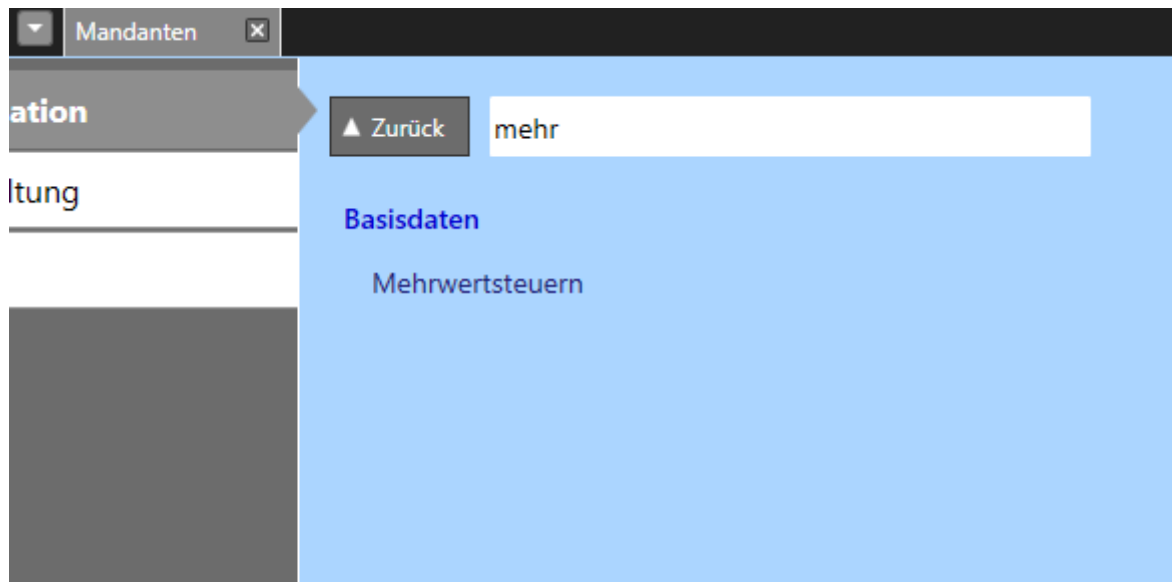 Mandanten
ation
Zurück
mehr
ltung
Basisdaten
Mehrwertsteuern